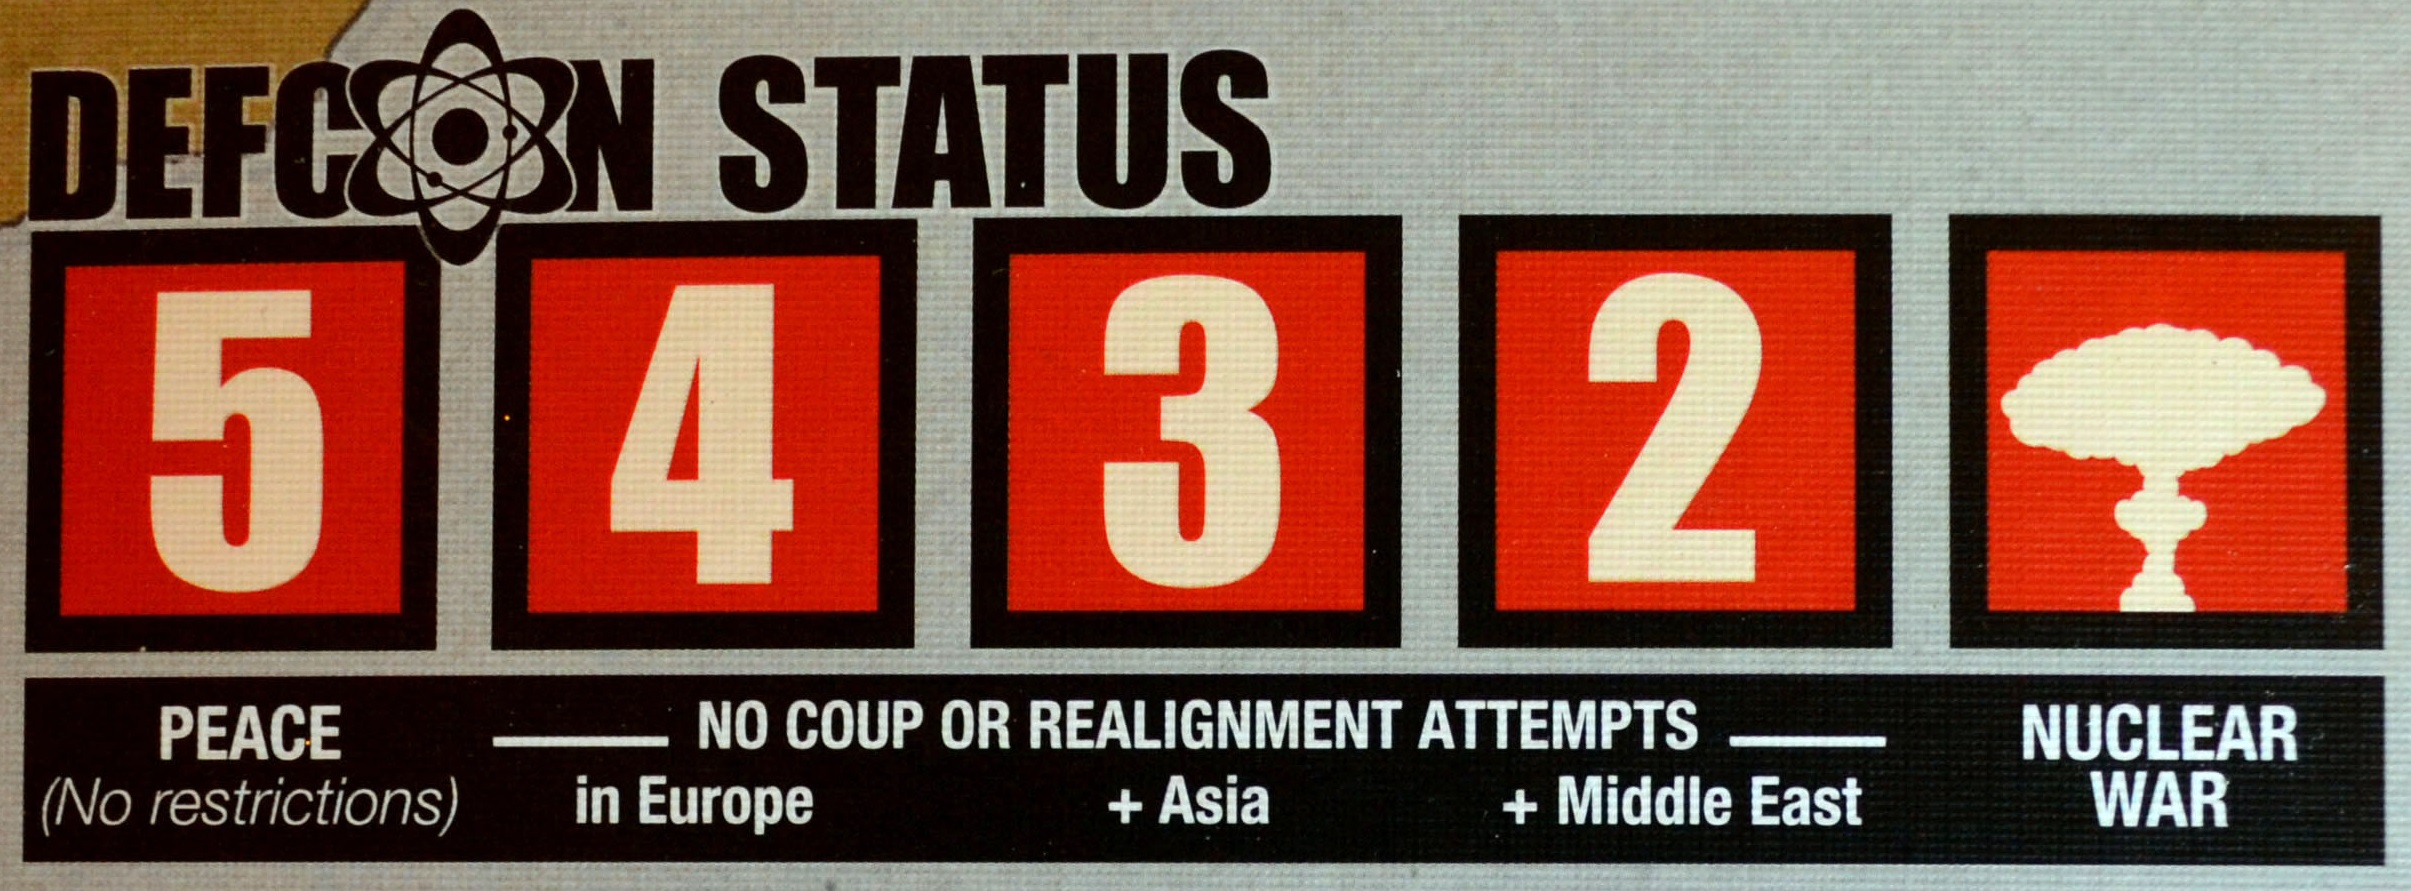 DEFCON STATUS
5 4 3 2
PEACE NO COUP OR REALIGNMENT ATTEMPTS NUCLEAR
(No restrictions) in Europe + Asia + Middle East WAR